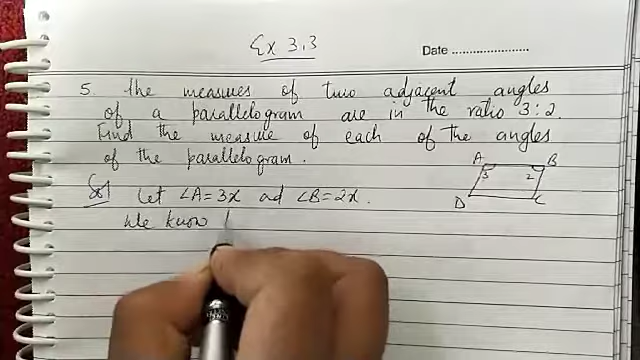 Ex 3.3
Date
5. The measures of two adjacent angles
of a parallelogram are in the ratio 3:2.
Find the measure of each of the angles
of the parallelogram.
A B
3 2
D C
Sol Let ∠A=3x ad ∠B=2x.
We know